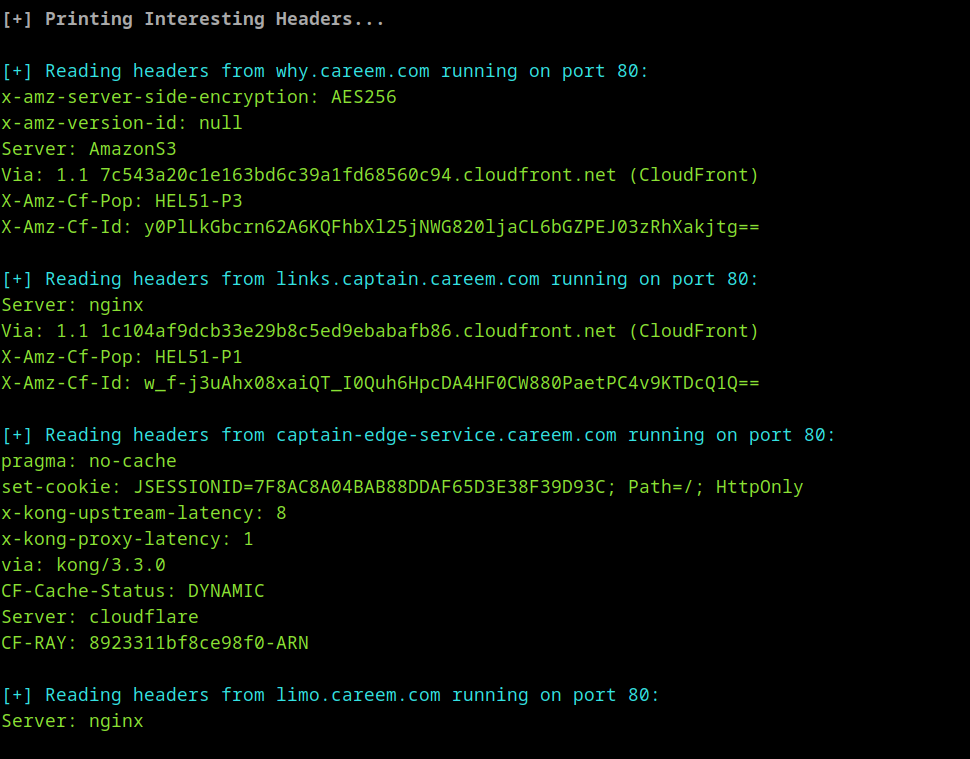 [+] Printing Interesting Headers...
[+] Reading headers from why.careem.com running on port 80:
x-amz-server-side-encryption: AES256
x-amz-version-id: null
Server: AmazonS3
Via: 1.1 7c543a20c1e163bd6c39a1fd68560c94.cloudfront.net (CloudFront)
X-Amz-Cf-Pop: HEL51-P3
X-Amz-Cf-Id: y0PlLkGbcrn62A6KQFhbXl25jNWG820ljaCL6bGZPEJ03zRhXakjtg==
[+] Reading headers from links.captain.careem.com running on port 80:
Server: nginx
Via: 1.1 1c104af9dcb33e29b8c5ed9ebabafb86.cloudfront.net (CloudFront)
X-Amz-Cf-Pop: HEL51-P1
X-Amz-Cf-Id: w_f-j3uAhx08xaiQT_I0Quh6HpcDA4HF0CW880PaetPC4v9KTDcQ1Q==
[+] Reading headers from captain-edge-service.careem.com running on port 80:
pragma: no-cache
set-cookie: JSESSIONID=7F8AC8A04BAB88DDAF65D3E38F39D93C; Path=/; HttpOnly
x-kong-upstream-latency: 8
x-kong-proxy-latency: 1
via: kong/3.3.0
CF-Cache-Status: DYNAMIC
Server: cloudflare
CF-RAY: 8923311bf8ce98f0-ARN
[+] Reading headers from limo.careem.com running on port 80:
Server: nginx